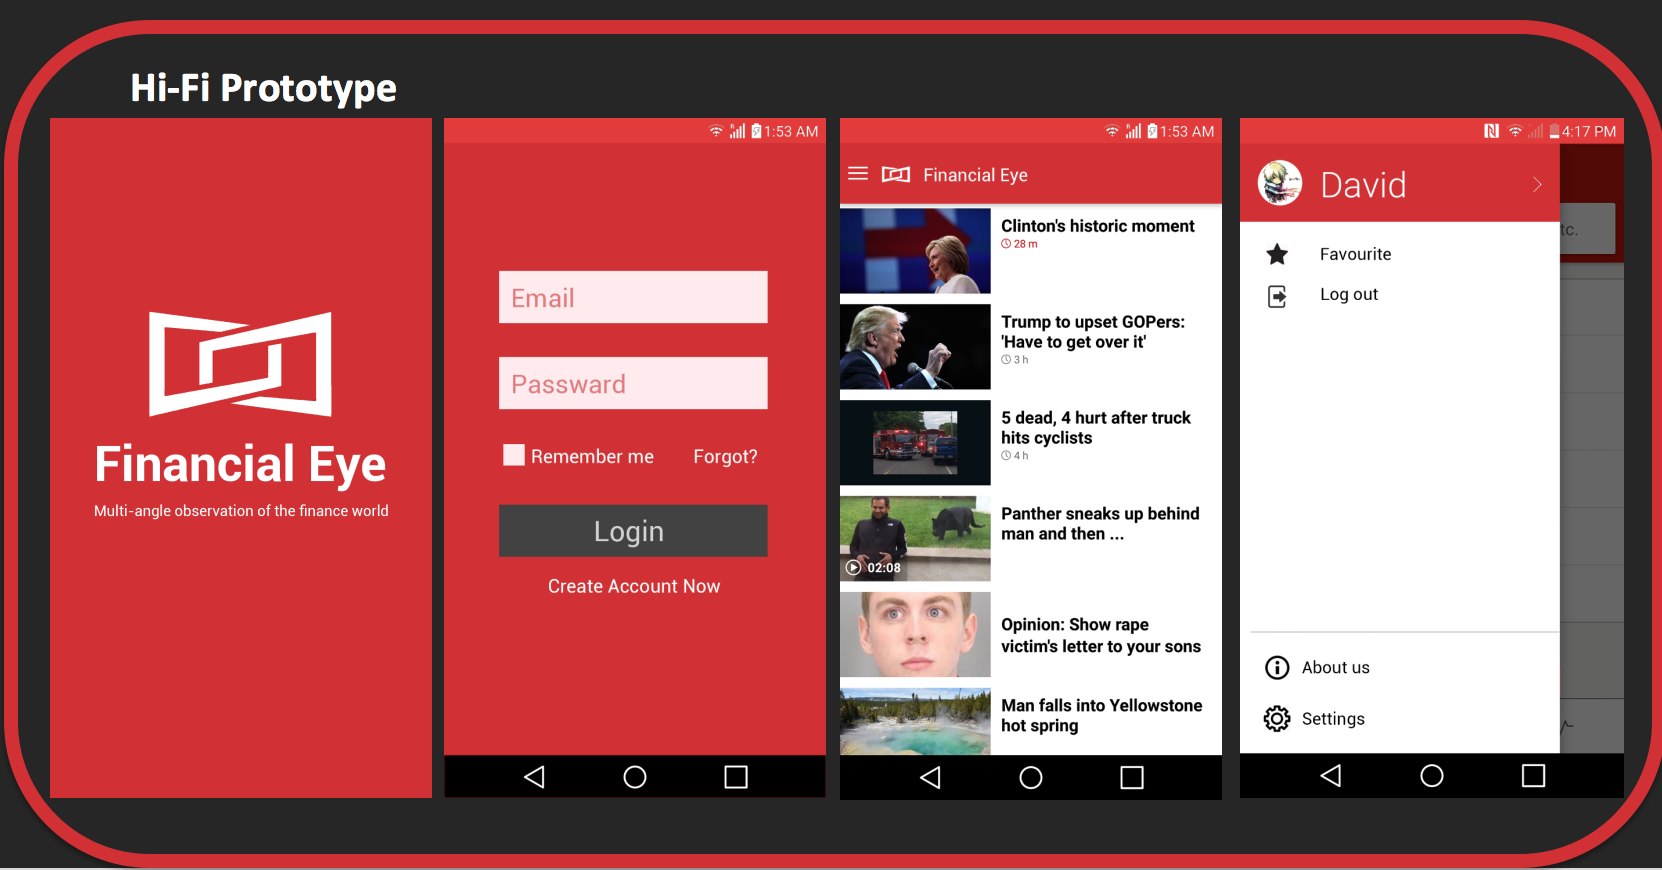 Hi-Fi Prototype
Financial Eye
Multi-angle observation of the finance world
1:53 AM
Email
Passward
Remember me
Forgot?
Login
Create Account Now
1:53 AM
Financial Eye
Clinton's historic moment
28 m
Trump to upset GOPers:
'Have to get over it'
3 h
5 dead, 4 hurt after truck
hits cyclists
4 h
Panther sneaks up behind
man and then ...
02:08
Opinion: Show rape
victim's letter to your sons
Man falls into Yellowstone
hot spring
4:17 PM
David
tc.
Favourite
Log out
About us
Settings